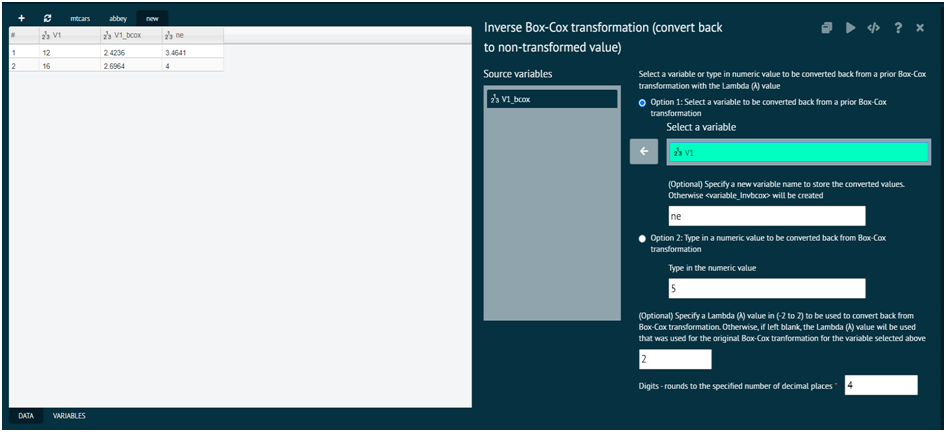 + mtcars abbey new
# V1 V1_bcox ne
1 12 2.4236 3.4641
2 16 2.6964 4
DATA VARIABLES
Inverse Box-Cox transformation (convert back
to non-transformed value)
Source variables
V1_bcox
Select a variable or type in numeric value to be converted back from a prior Box-Cox
transformation with the Lambda (λ) value
Option 1: Select a variable to be converted back from a prior Box-Cox
transformation
Select a variable
V1
(Optional) Specify a new variable name to store the converted values.
Otherwise <variable_Invbcox> will be created
ne
Option 2: Type in a numeric value to be converted back from Box-Cox
transformation
Type in the numeric value
5
(Optional) Specify a Lambda (λ) value in (-2 to 2) to be used to convert back from
Box-Cox transformation. Otherwise, if left blank, the Lambda (λ) value wil be used
that was used for the original Box-Cox tranformation for the variable selected above
2
Digits - rounds to the specified number of decimal places * 4